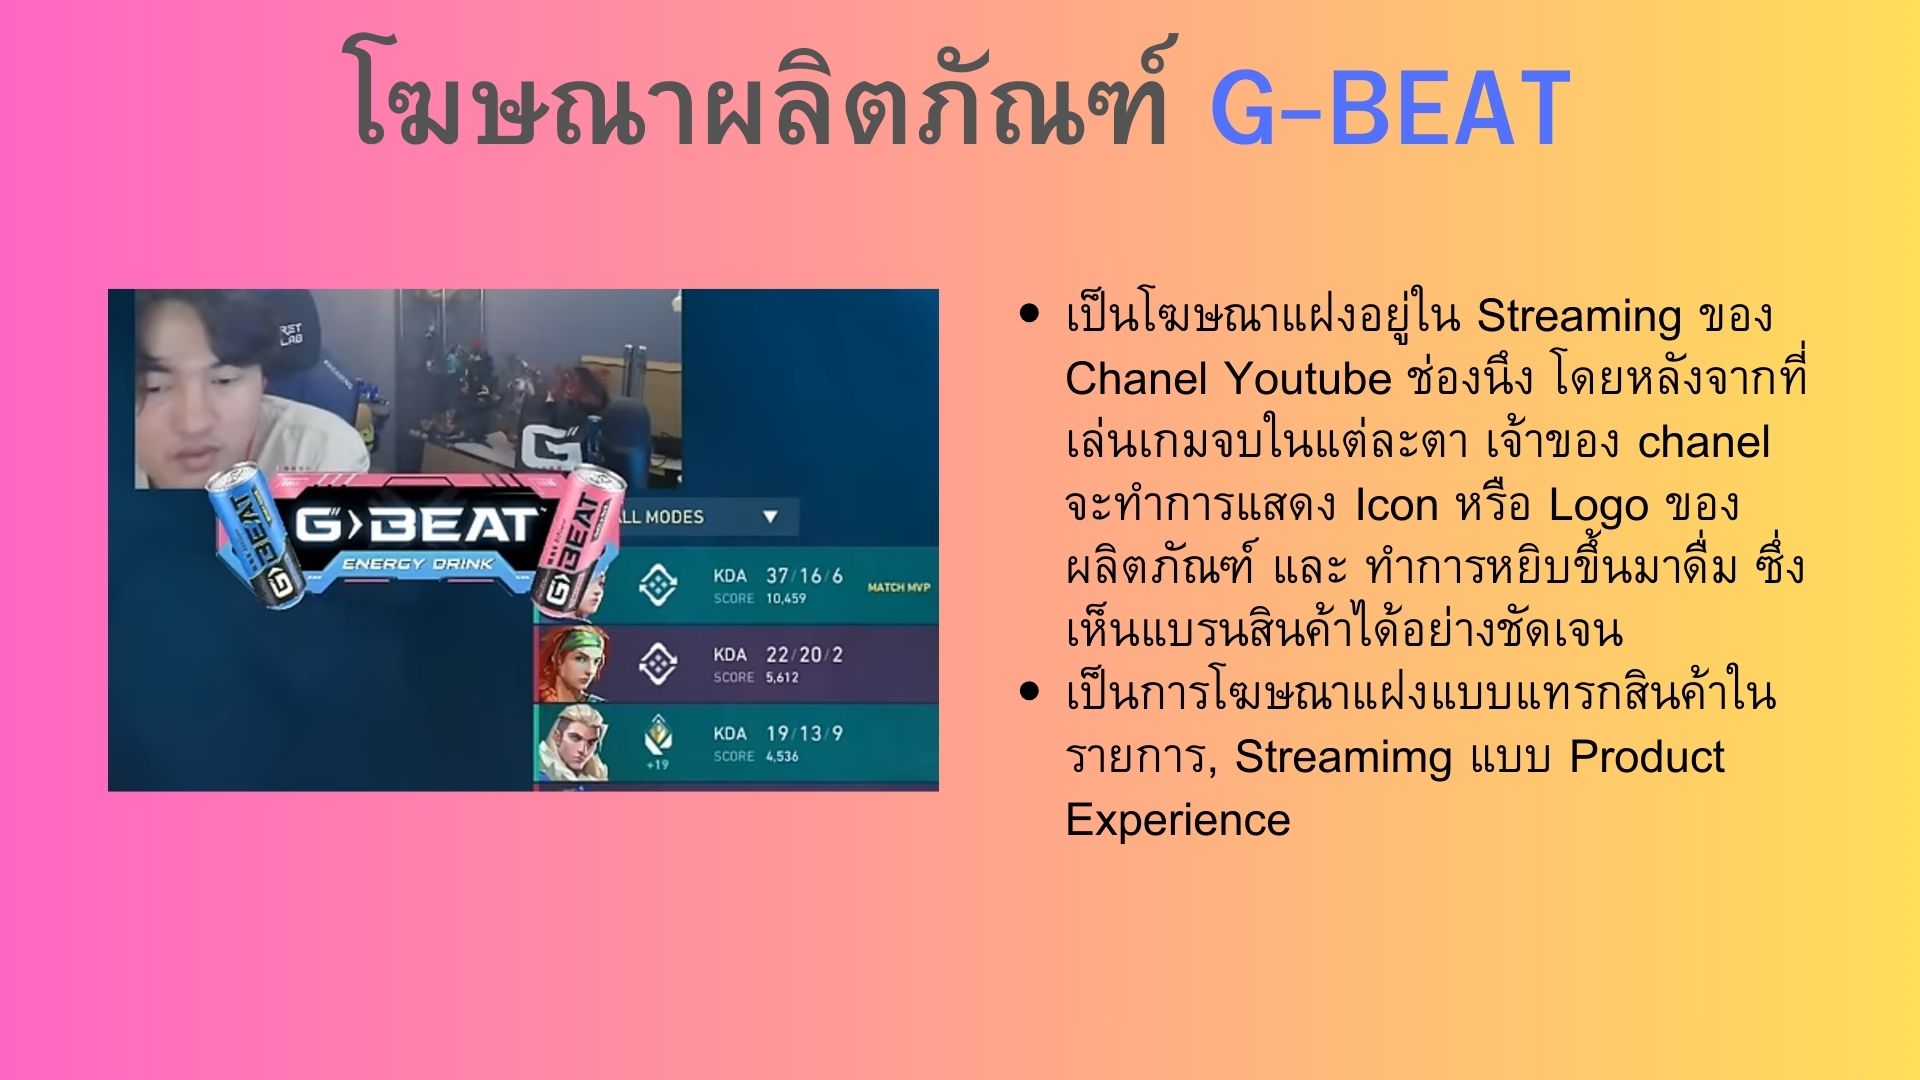 โฆษณาผลิตภัณฑ์ G-BEAT
RET
LAB
G
G>BEAT
ENERGY DRINK
BEAT
BEAT
ALL MODES ▼
KDA 37/16/6
SCORE 10,459
MATCH MVP
KDA 22/20/2
SCORE 5,612
KDA 19/13/9
SCORE 4,536
+19
• เป็นโฆษณาแฝงอยู่ใน Streaming ของ
Chanel Youtube ช่องนึง โดยหลังจากที่
เล่นเกมจบในแต่ละตา เจ้าของ chanel
จะทำการแสดง Icon หรือ Logo ของ
ผลิตภัณฑ์ และ ทำการหยิบขึ้นมาดื่ม ซึ่ง
เห็นแบรนสินค้าได้อย่างชัดเจน
• เป็นการโฆษณาแฝงแบบแทรกสินค้าใน
รายการ, Streamimg แบบ Product
Experience